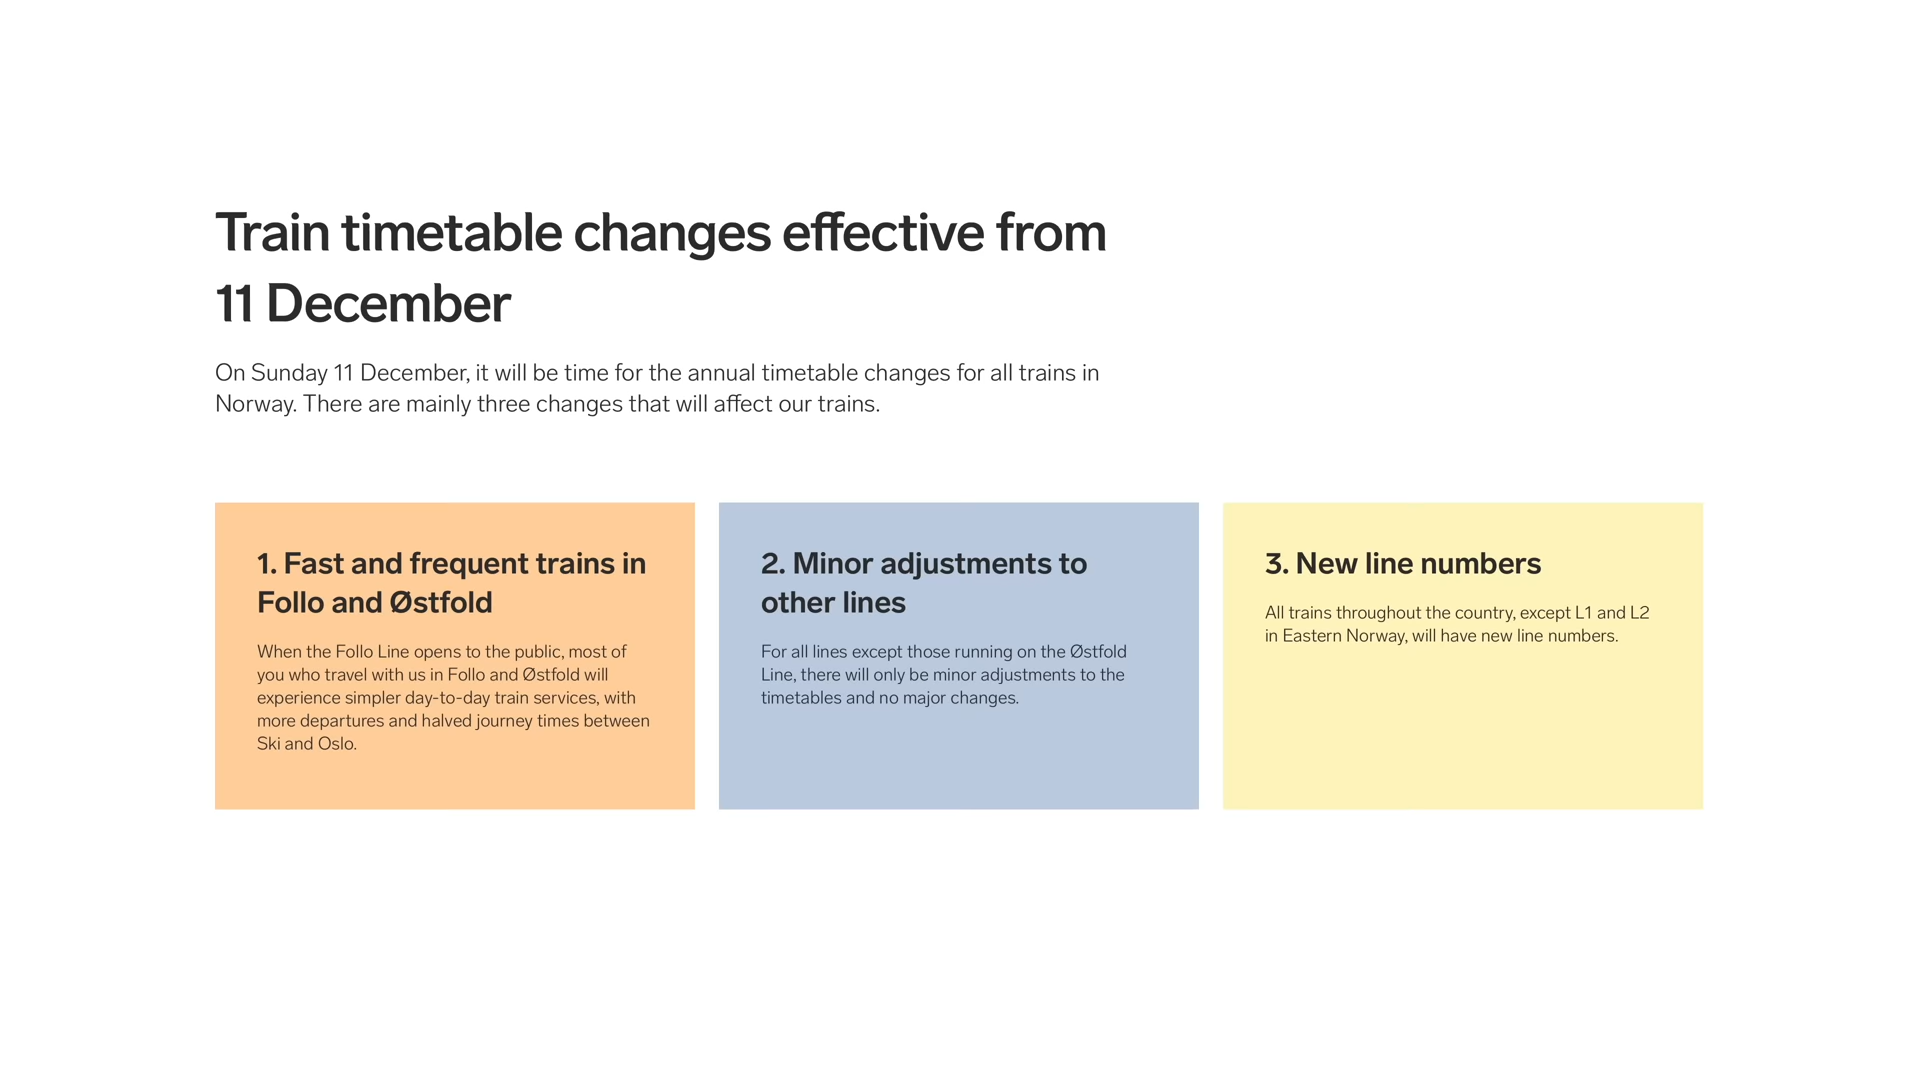 Train timetable changes effective from
11 December
On Sunday 11 December, it will be time for the annual timetable changes for all trains in
Norway. There are mainly three changes that will affect our trains.
1. Fast and frequent trains in
Follo and Østfold
When the Follo Line opens to the public, most of
you who travel with us in Follo and Østfold will
experience simpler day-to-day train services, with
more departures and halved journey times between
Ski and Oslo.
2. Minor adjustments to
other lines
For all lines except those running on the Østfold
Line, there will only be minor adjustments to the
timetables and no major changes.
3. New line numbers
All trains throughout the country, except L1 and L2
in Eastern Norway, will have new line numbers.